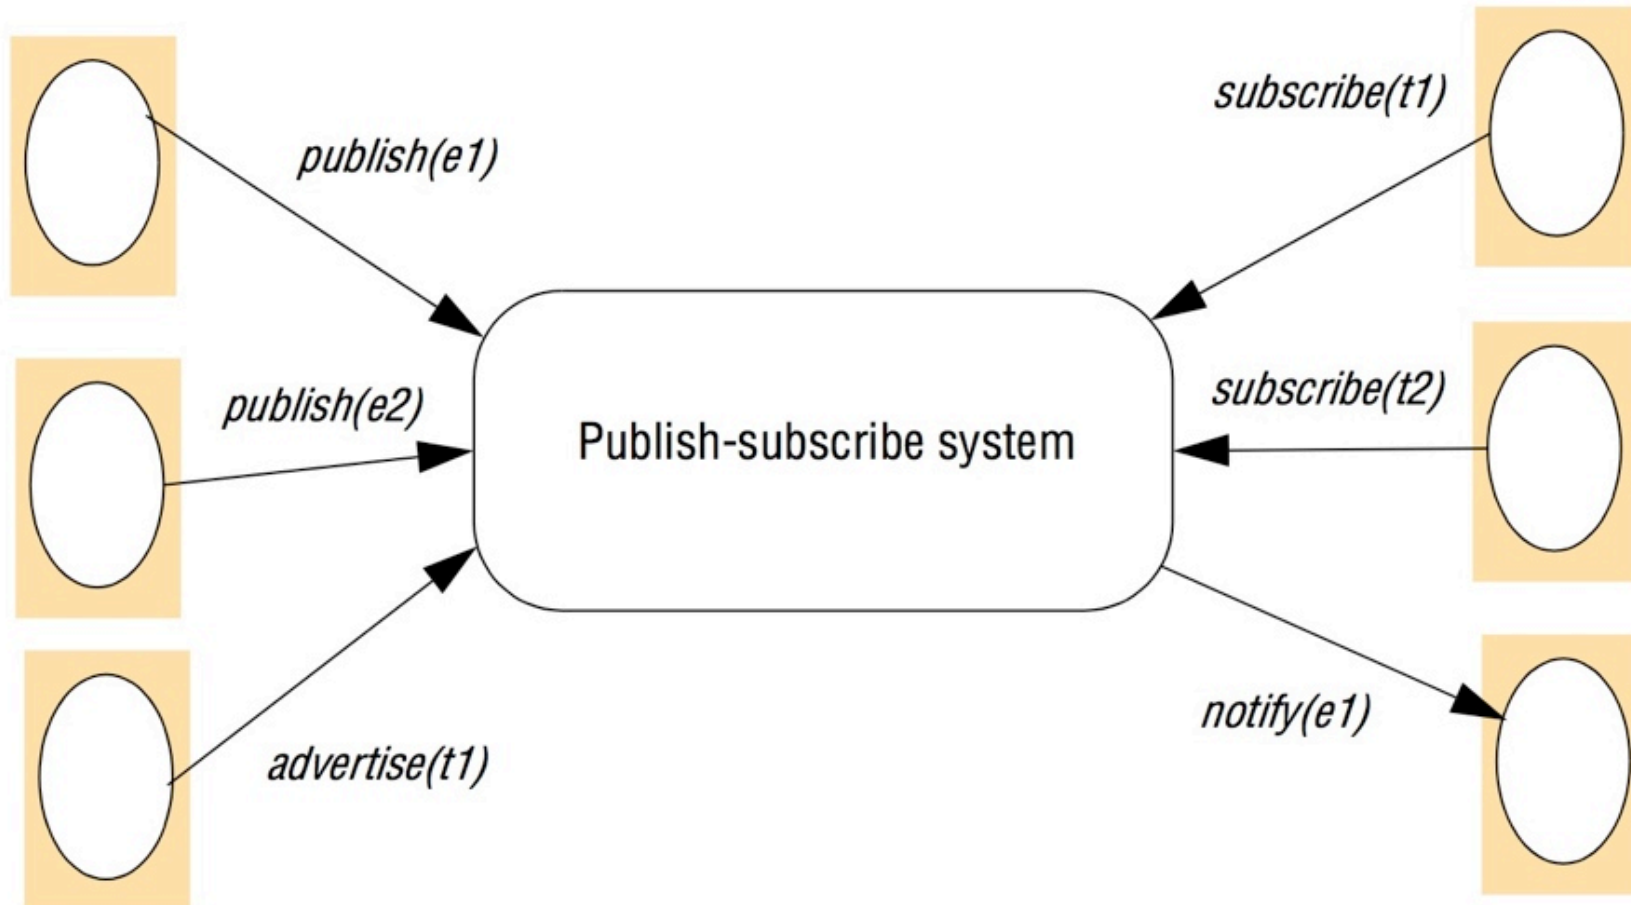 publish(e1)
subscribe(t1)
publish(e2)
subscribe(t2)
Publish-subscribe system
advertise(t1)
notify(e1)